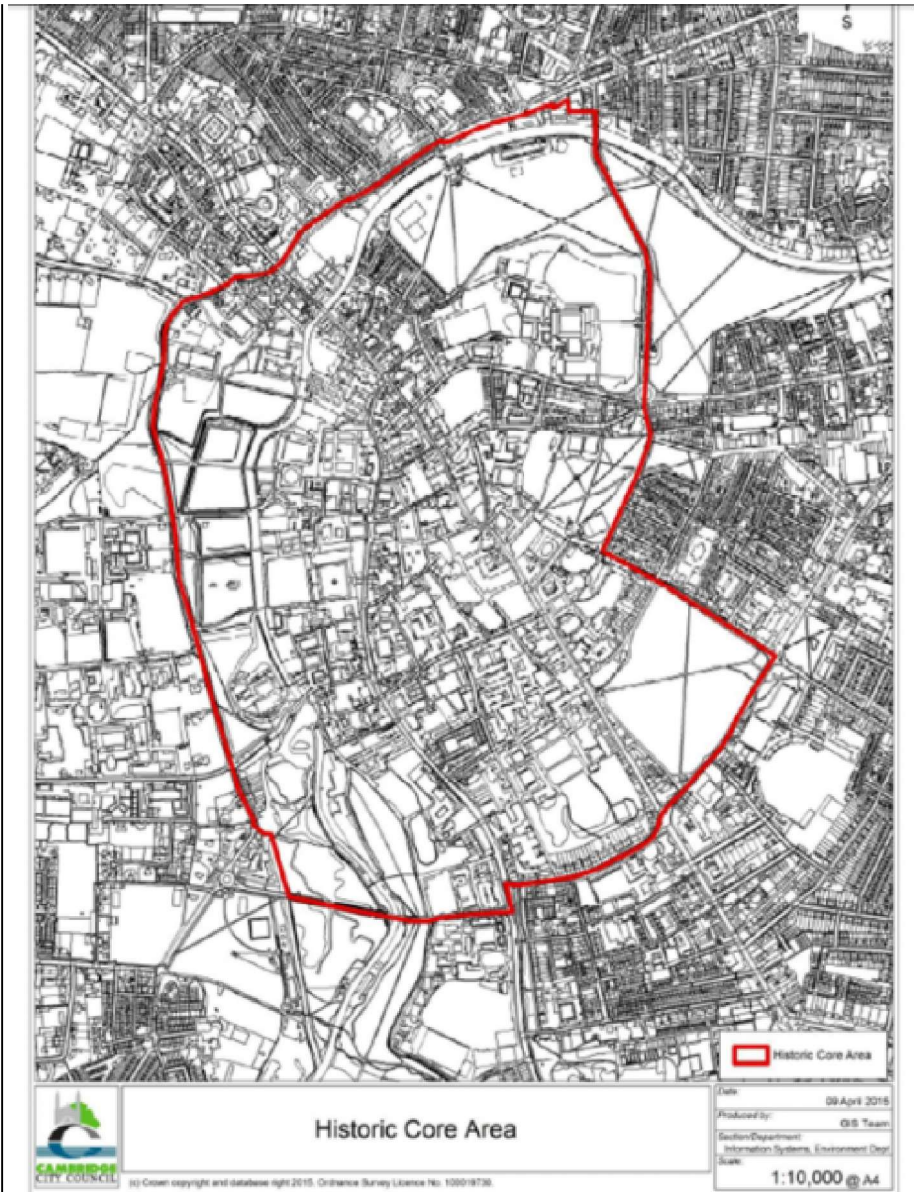 S
Historic Core Area
CAMBRIDGE
CITY COUNCIL
Historic Core Area
(c) Crown copyright and database right 2015. Ordnance Survey Licence No: 100019730.
Date:
09 April 2015
Produced by:
GIS Team
Section/Department:
Information Systems, Environment Dept
Scale:
1:10,000 @ A4